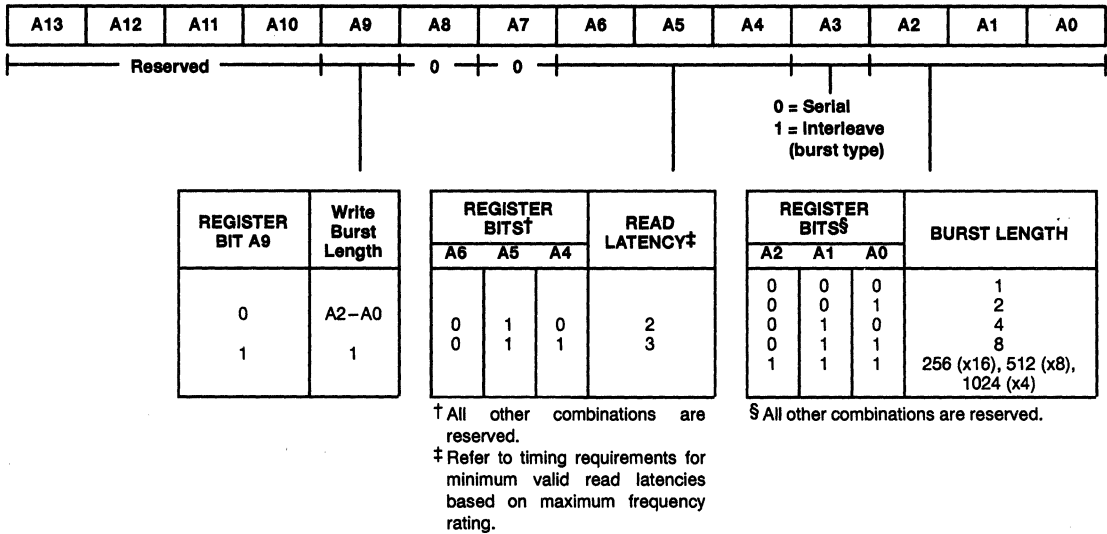 A13 A12 A11 A10 A9 A8 A7 A6 A5 A4 A3 A2 A1 A0
Reserved 0 0
0 = Serial
1 = Interleave
(burst type)
REGISTER
BIT A9
Write
Burst
Length
0 A2–A0
1 1
REGISTER
BITS†
READ
LATENCY‡
A6 A5 A4
0 1 0 2
0 1 1 3
† All other combinations are
reserved.
‡ Refer to timing requirements for
minimum valid read latencies
based on maximum frequency
rating.
REGISTER
BITS§
BURST LENGTH
A2 A1 A0
0 0 0 1
0 0 1 2
0 1 0 4
0 1 1 8
1 1 1 256 (x16), 512 (x8),
1024 (x4)
§ All other combinations are reserved.